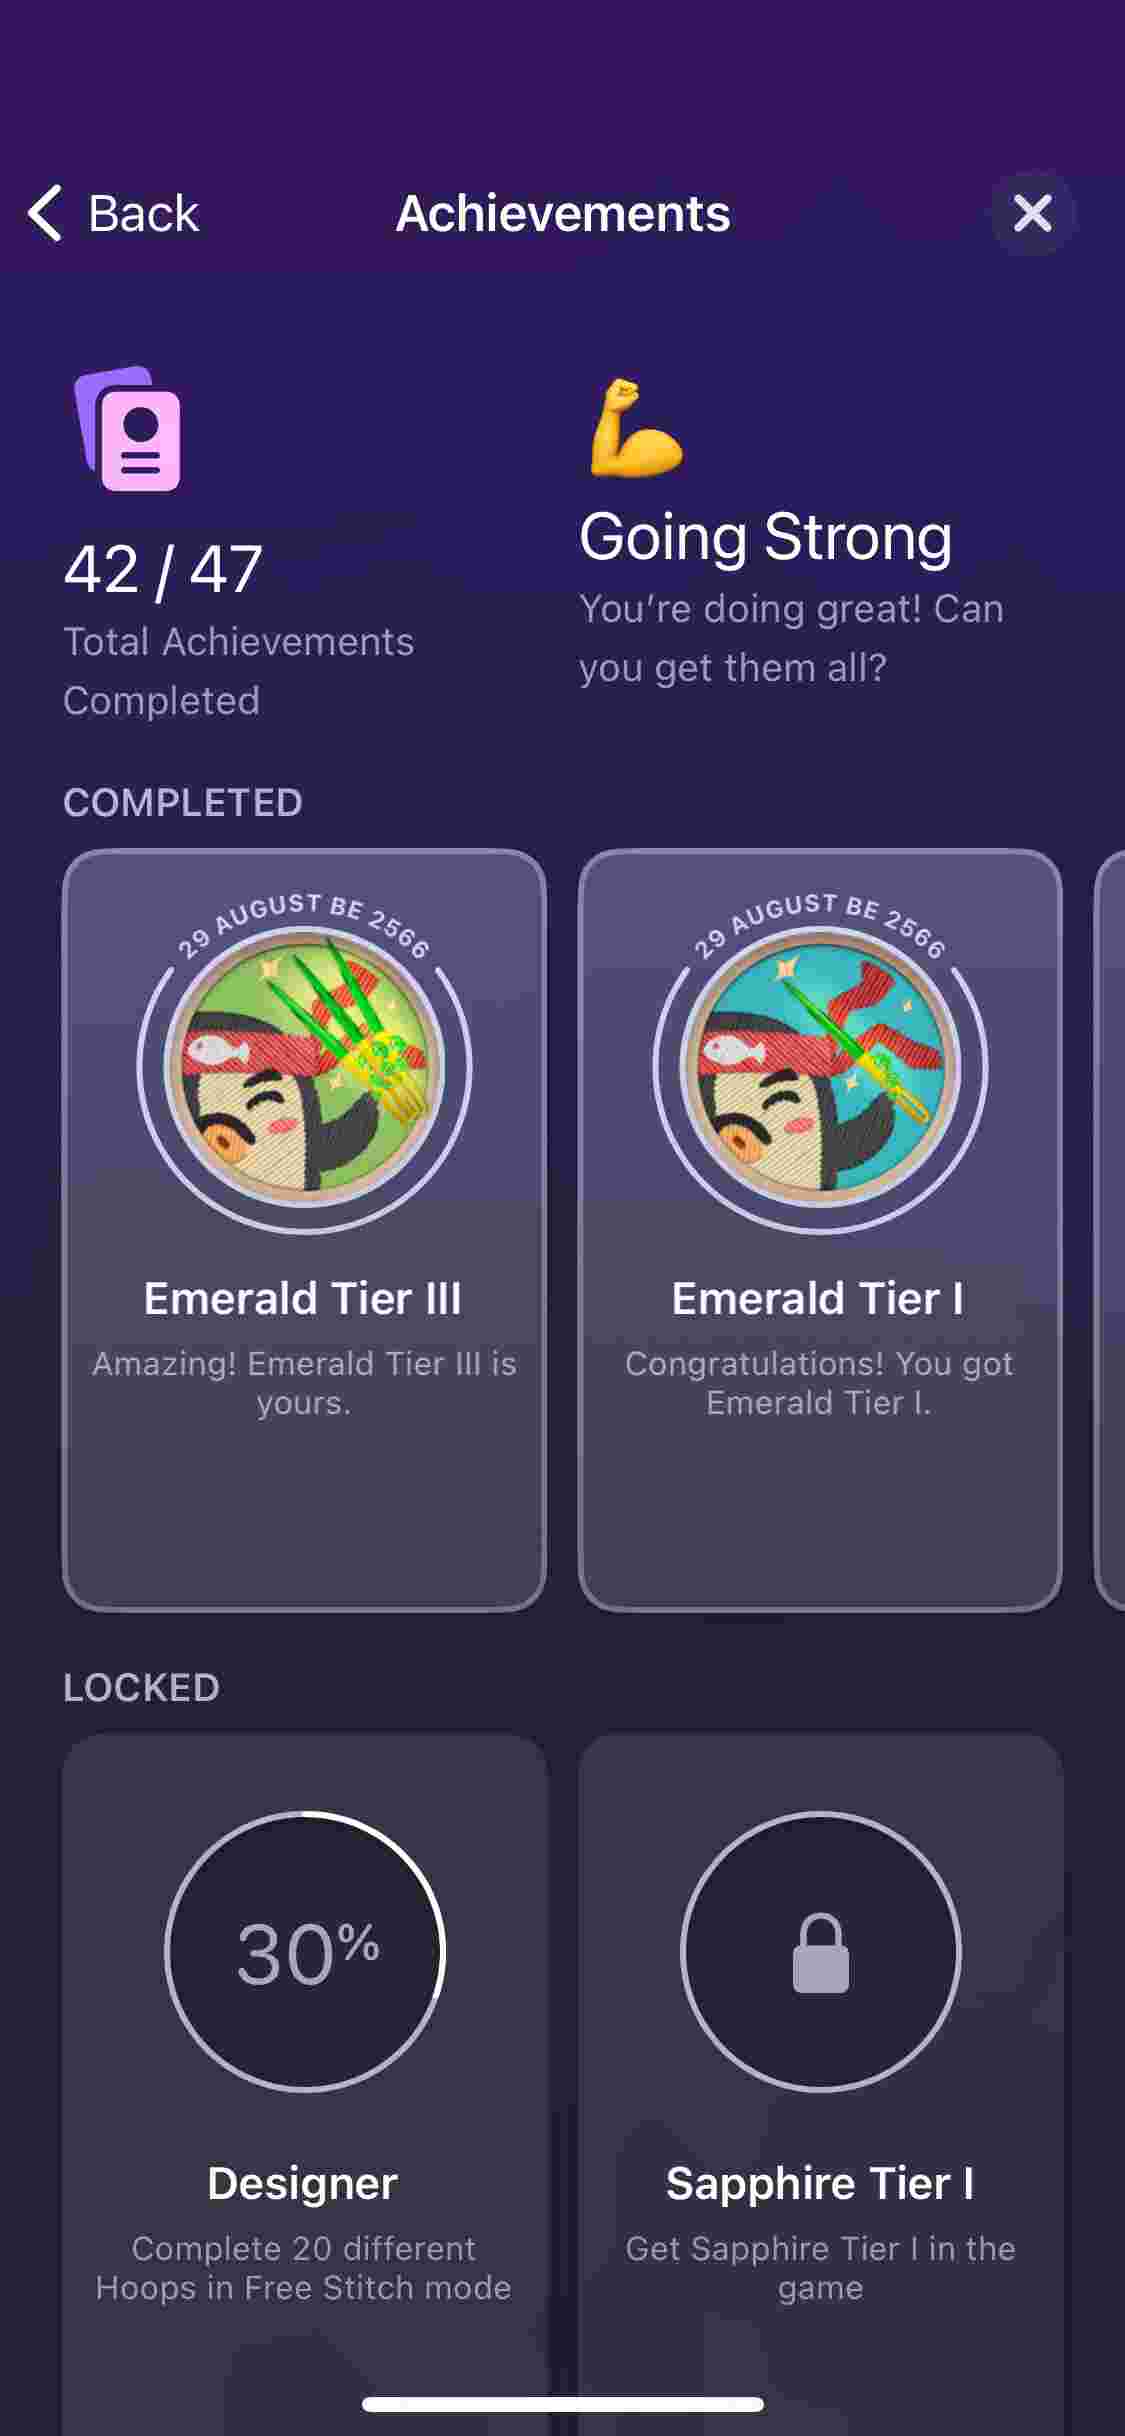 Back
Achievements
42 / 47
Total Achievements
Completed
Going Strong
You're doing great! Can
you get them all?
COMPLETED
29 AUGUST BE 2566
Emerald Tier III
Amazing! Emerald Tier III is
yours.
29 AUGUST BE 2566
Emerald Tier I
Congratulations! You got
Emerald Tier I.
LOCKED
30%
Designer
Complete 20 different
Hoops in Free Stitch mode
Sapphire Tier I
Get Sapphire Tier I in the
game